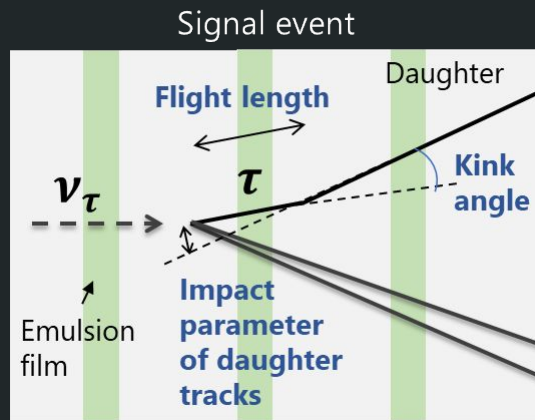 Signal event
Daughter
Flight length
Kink
angle
τ
ντ
Impact
parameter
of daughter
tracks
Emulsion
film